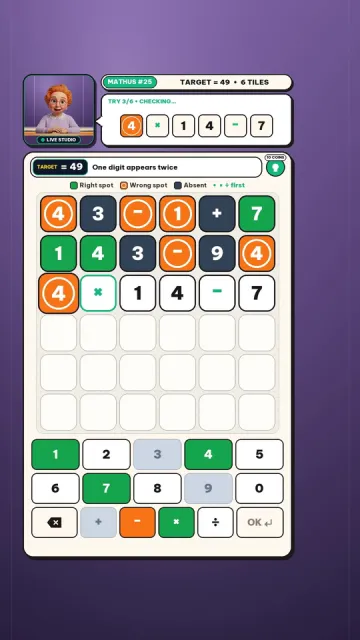 MATHUS #25 TARGET = 49 • 6 TILES
TRY 3/6 • CHECKING...
4 × 1 4 − 7
LIVE STUDIO
10 COINS
TARGET = 49 One digit appears twice
Right spot Wrong spot Absent × ÷ first
4 3 − 1 + 7
1 4 3 − 9 4
4 × 1 4 − 7
1 2 3 4 5
6 7 8 9 0
+ − × ÷ OK ↵